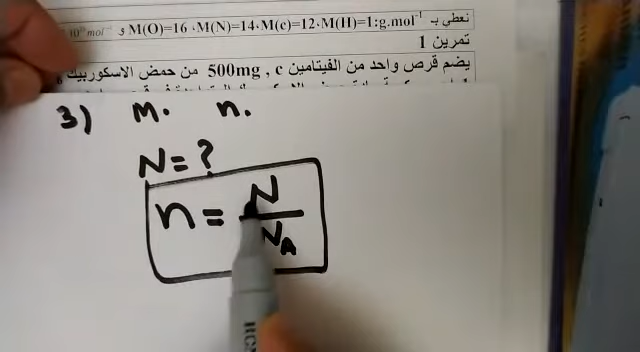 نعطي بـ M(O)=16 ،M(N)=14،M(c)=12،M(H)=1:g.mol⁻¹ و mol⁻
تمرين 1
يضم قرص واحد من الفيتامين c , 500mg من حمض الاسكوربيك
3) m. n.
N=?
n = N/NA